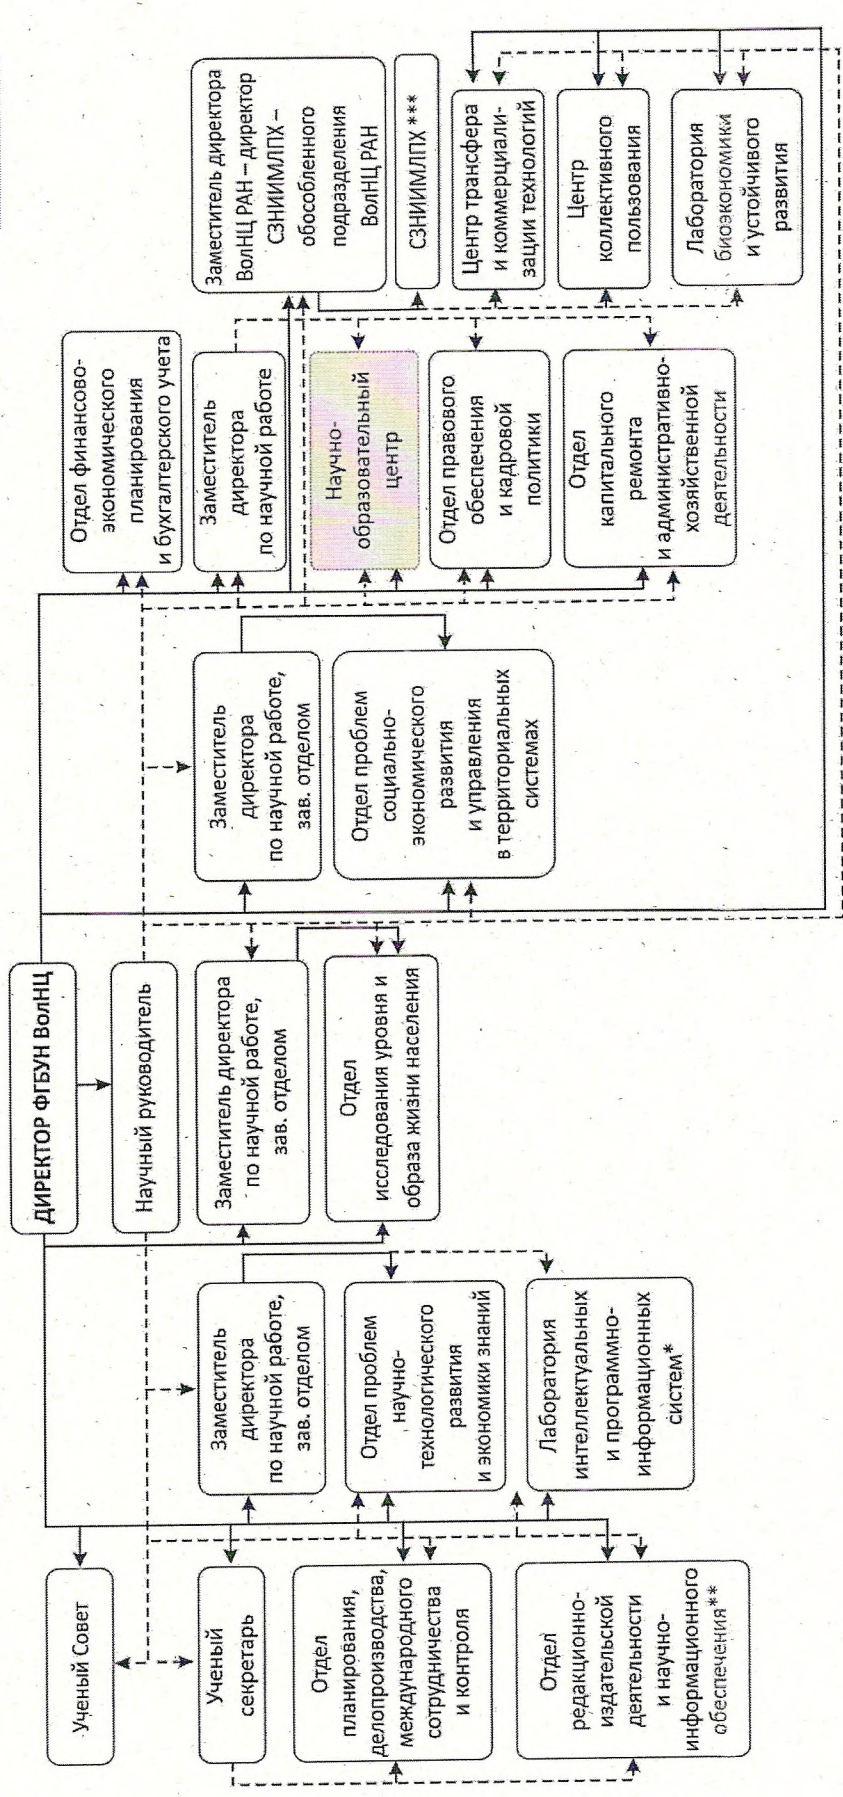 ДИРЕКТОР ФГБУН ВолНЦ
Научный руководитель
Ученый Совет
Ученый
секретарь
Отдел
планирования,
делопроизводства,
международного
сотрудничества
и контроля
Отдел
редакционно-
издательской
деятельности
и научно-
информационного
обеспечения**
Заместитель
директора
по научной работе,
зав. отделом
Отдел проблем
научно-
технологического
развития
и экономики знаний
Лаборатория
интеллектуальных
и программно-
информационных
систем*
Заместитель директора
по научной работе,
зав. отделом
Отдел
исследования уровня и
образа жизни населения
Заместитель
директора
по научной работе,
зав. отделом
Отдел проблем
социально-
экономического
развития
и управления
в территориальных
системах
Отдел финансово-
экономического
планирования
и бухгалтерского учета
Заместитель
директора
по научной работе
Научно-
образовательный
центр
Отдел правового
обеспечения
и кадровой
политики
Отдел
капитального
ремонта
и административно-
хозяйственной
деятельности
Заместитель директора
ВолНЦ РАН – директор
СЗНИИМЛПХ –
обособленного
подразделения
ВолНЦ РАН
СЗНИИМЛПХ ***
Центр трансфера
и коммерциали-
зации технологий
Центр
коллективного
пользования
Лаборатория
биоэкономики
и устойчивого
развития